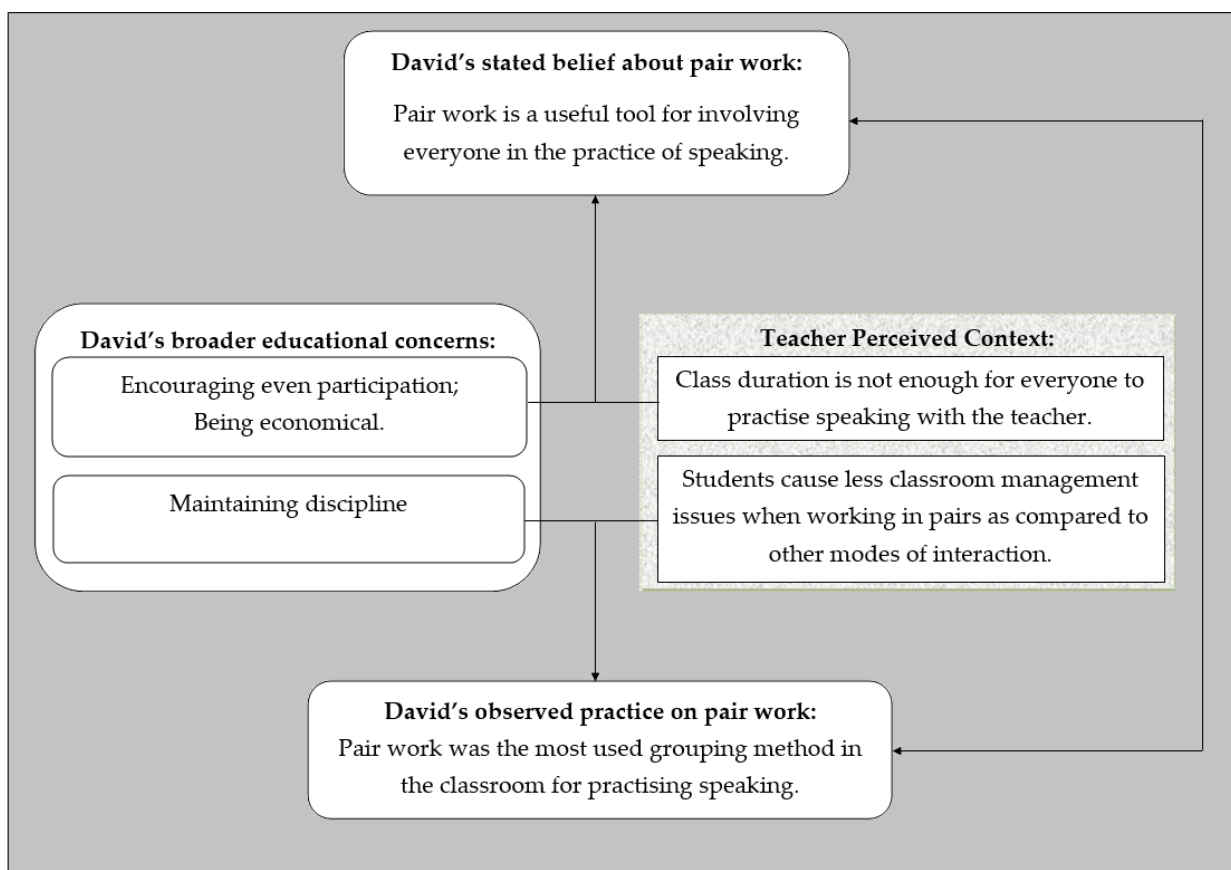 David’s stated belief about pair work:
Pair work is a useful tool for involving
everyone in the practice of speaking.
David’s broader educational concerns:
Encouraging even participation;
Being economical.
Maintaining discipline
Teacher Perceived Context:
Class duration is not enough for everyone to
practise speaking with the teacher.
Students cause less classroom management
issues when working in pairs as compared to
other modes of interaction.
David’s observed practice on pair work:
Pair work was the most used grouping method in
the classroom for practising speaking.